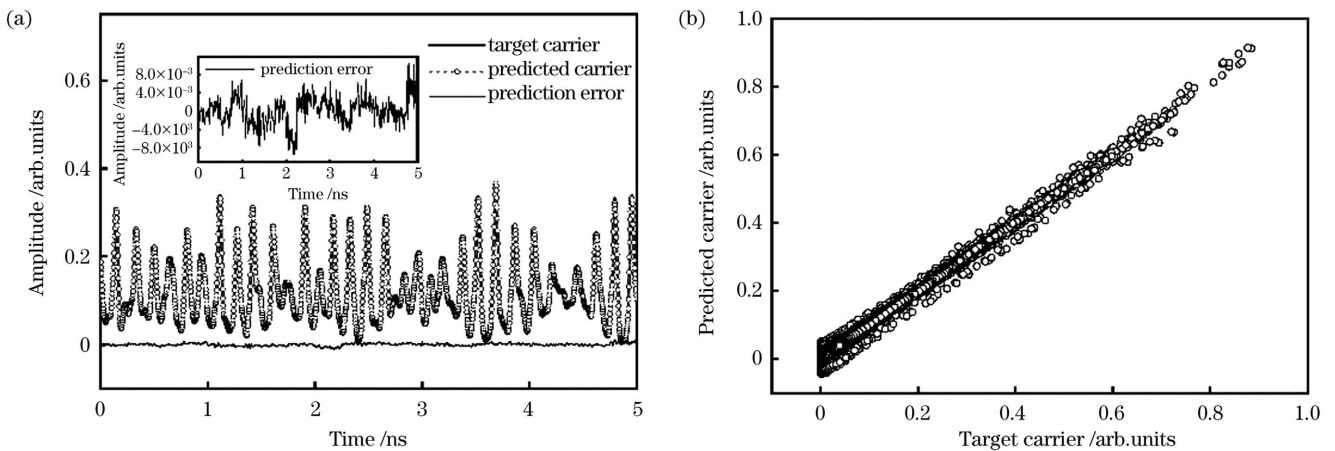 (a)
0.6
0.4
0.2
0
Amplitude /arb.units
0 1 2 3 4 5
Time /ns
target carrier
predicted carrier
prediction error
prediction error
8.0×10⁻³
4.0×10⁻³
0
−4.0×10³
−8.0×10³
Amplitude /arb.units
0 1 2 3 4 5
Time /ns
(b)
1.0
0.8
0.6
0.4
0.2
0
Predicted carrier /arb.units
0 0.2 0.4 0.6 0.8 1.0
Target carrier /arb.units